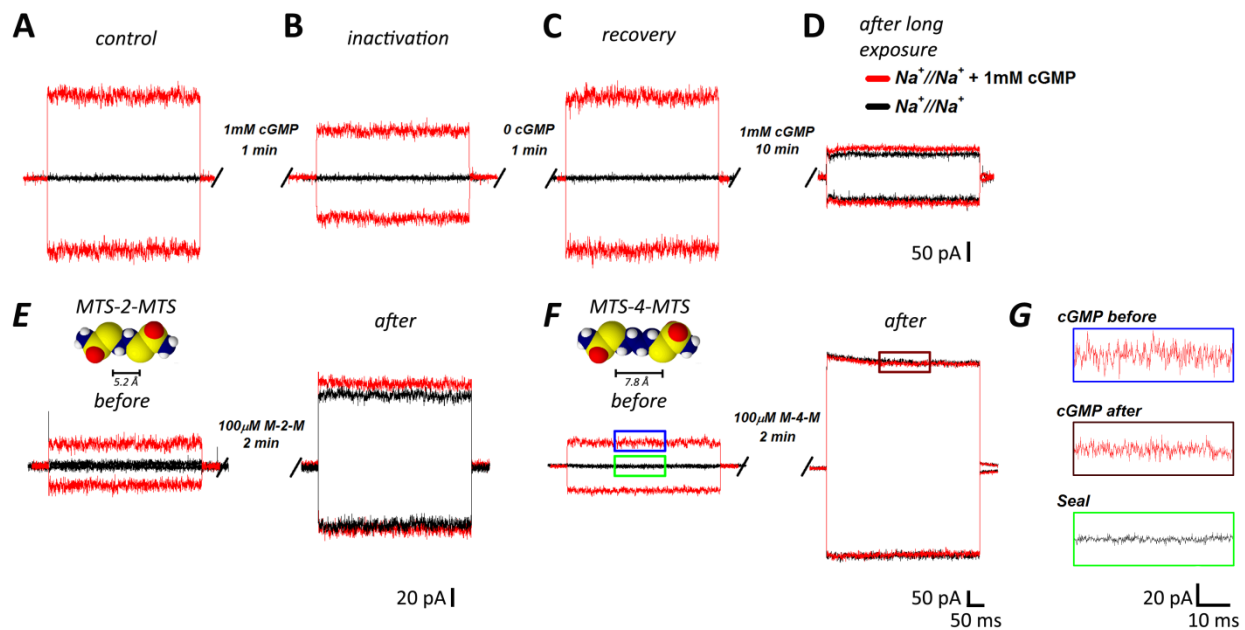 A
control
1mM cGMP
1 min
B
inactivation
0 cGMP
1 min
C
recovery
1mM cGMP
10 min
D
after long
exposure
Na⁺//Na⁺ + 1mM cGMP
Na⁺//Na⁺
50 pA
E
MTS-2-MTS
5.2 Å
before
100μM M-2-M
2 min
after
20 pA
F
MTS-4-MTS
7.8 Å
before
100μM M-4-M
2 min
after
50 pA
50 ms
G
cGMP before
cGMP after
Seal
20 pA
10 ms